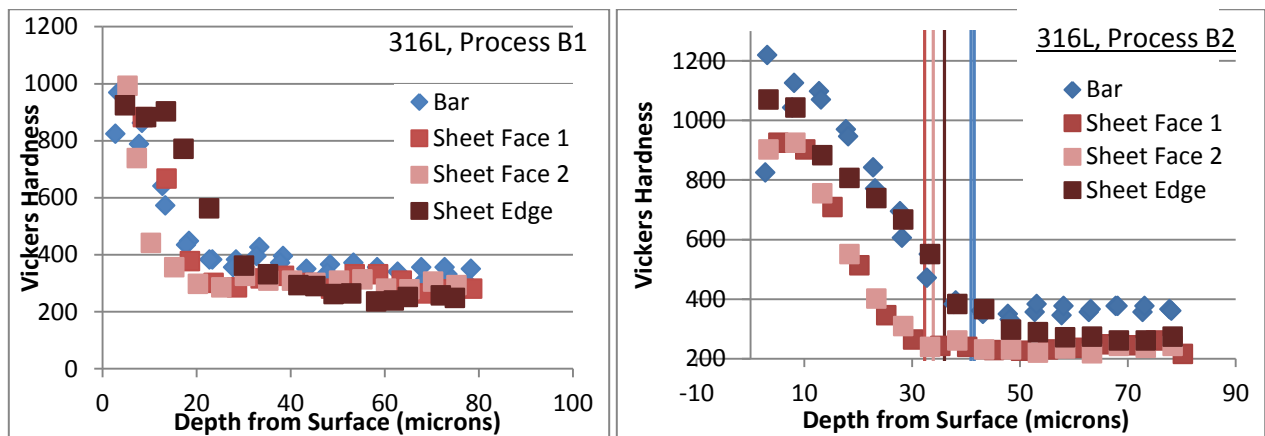 316L, Process B1
1200
1000
800
600
400
200
0
Vickers Hardness
Bar
Sheet Face 1
Sheet Face 2
Sheet Edge
0 20 40 60 80 100
Depth from Surface (microns)
316L, Process B2
1200
1000
800
600
400
200
Vickers Hardness
Bar
Sheet Face 1
Sheet Face 2
Sheet Edge
-10 10 30 50 70 90
Depth from Surface (microns)